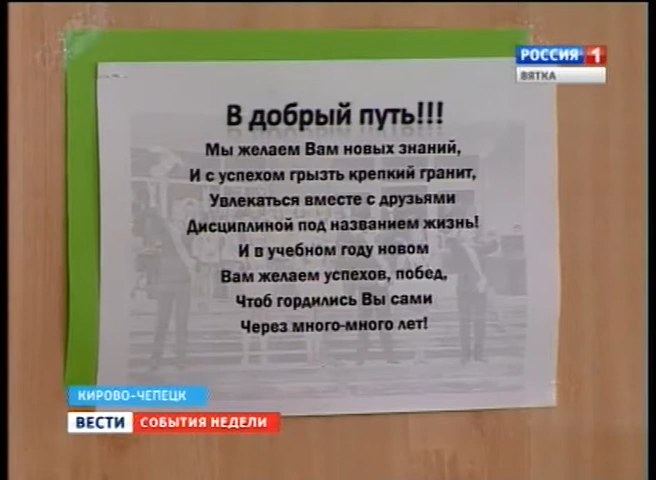 РОССИЯ 1
ВЯТКА
В добрый путь!!!
Мы желаем Вам новых знаний,
И с успехом грызть крепкий гранит,
Увлекаться вместе с друзьями
Дисциплиной под названием жизнь!
И в учебном году новом
Вам желаем успехов, побед,
Чтоб гордились Вы сами
Через много-много лет!
КИРОВО-ЧЕПЕЦК
ВЕСТИ СОБЫТИЯ НЕДЕЛИ